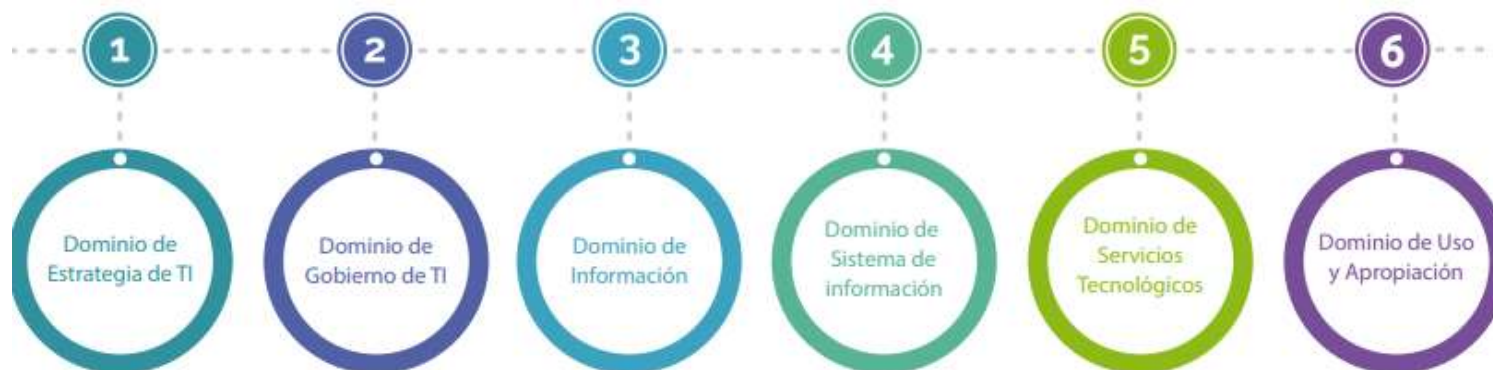 1
2
3
4
5
6
Dominio de
Estrategia de TI
Dominio de
Gobierno de TI
Dominio de
Información
Dominio de
Sistema de
información
Dominio de
Servicios
Tecnológicos
Dominio de Uso
y Apropiación